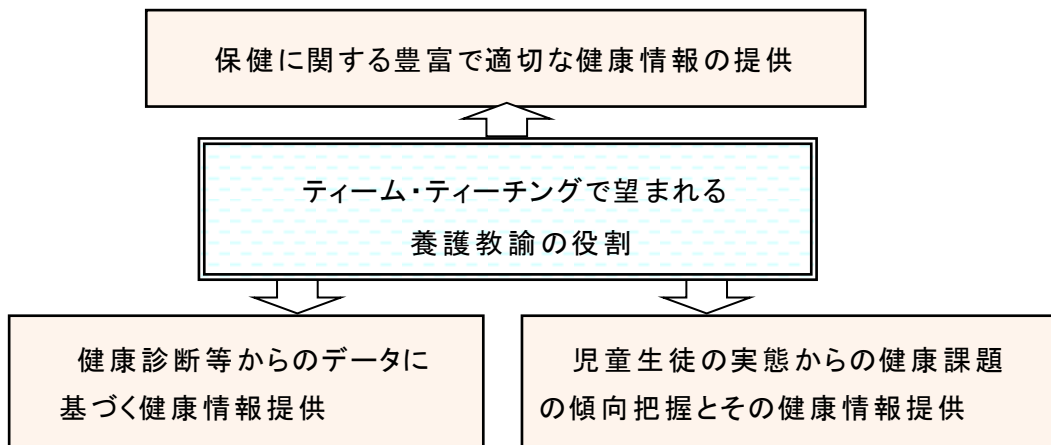 保健に関する豊富で適切な健康情報の提供
ティーム・ティーチングで望まれる
養護教諭の役割
健康診断等からのデータに
基づく健康情報提供
児童生徒の実態からの健康課題
の傾向把握とその健康情報提供